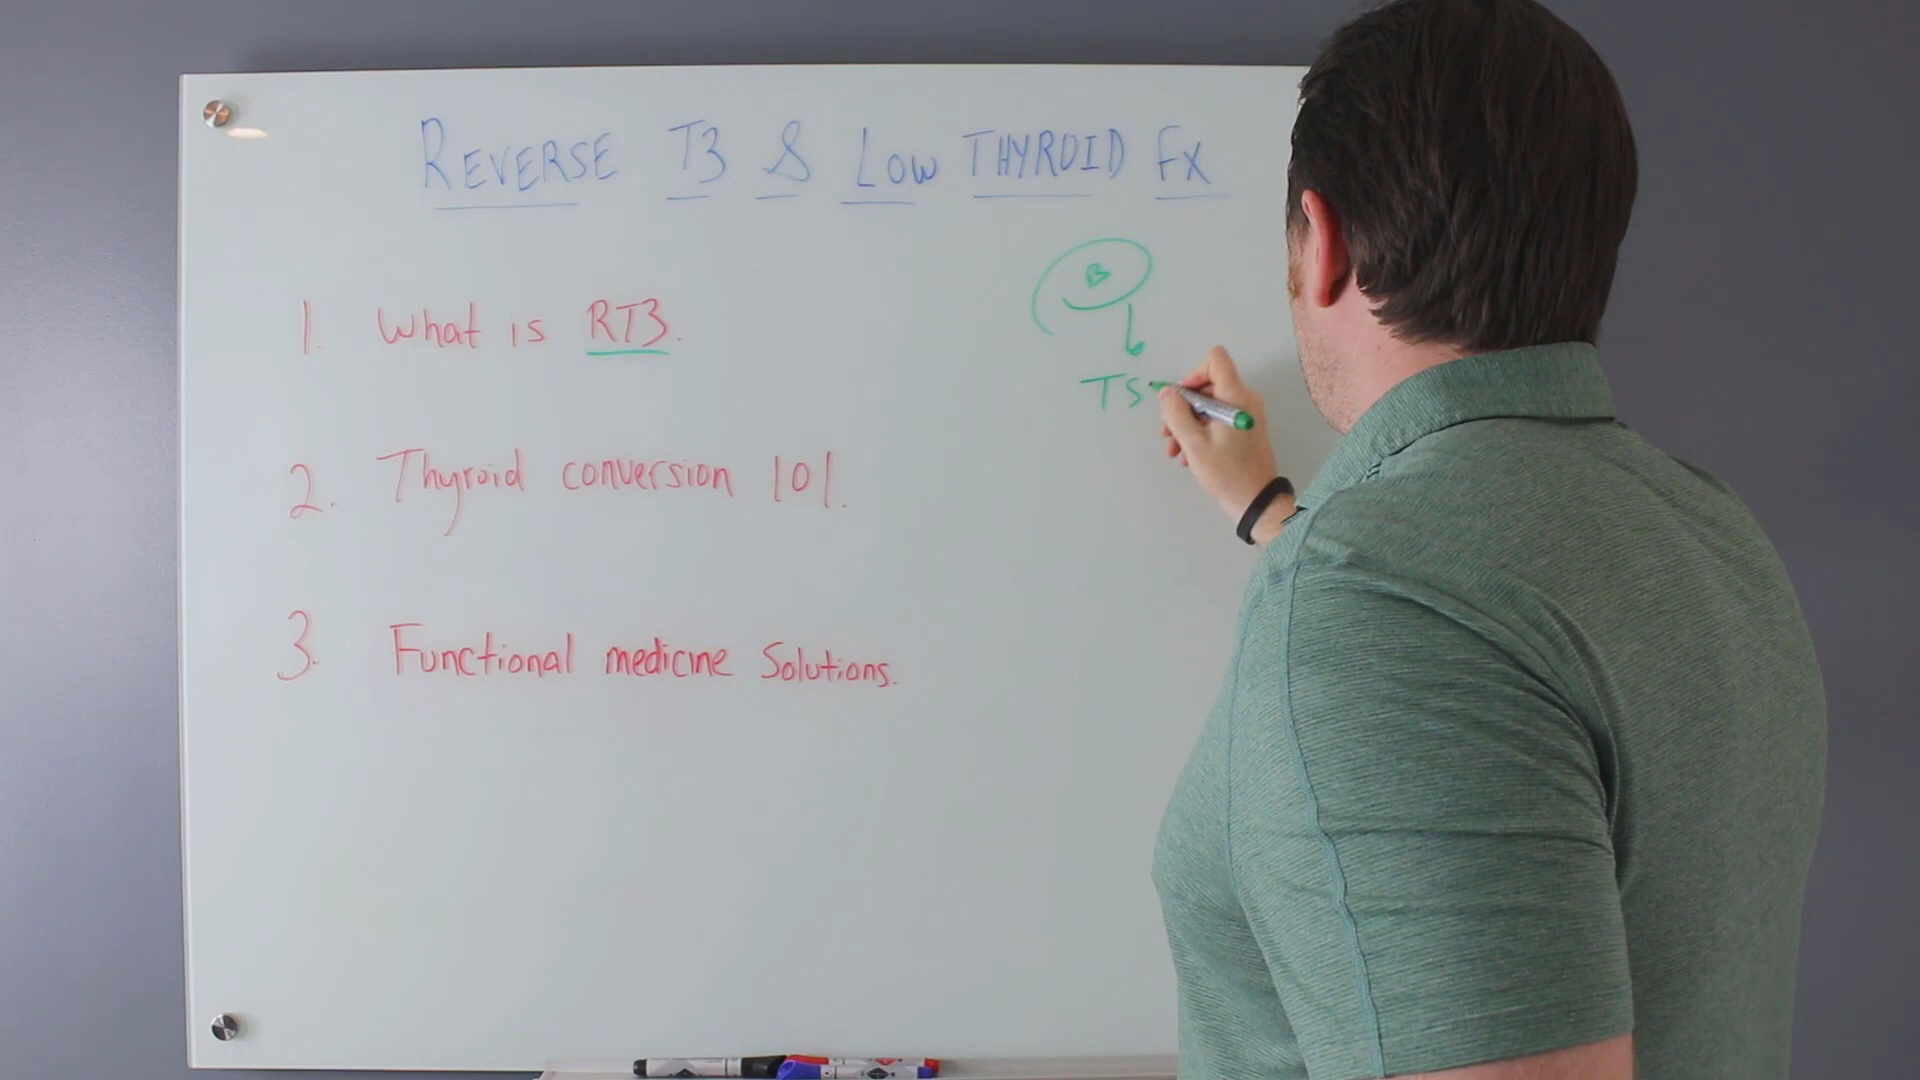 REVERSE T3 & LOW THYROID FX
1. What is RT3.
2. Thyroid conversion 101.
3. Functional medicine Solutions.
B
TS